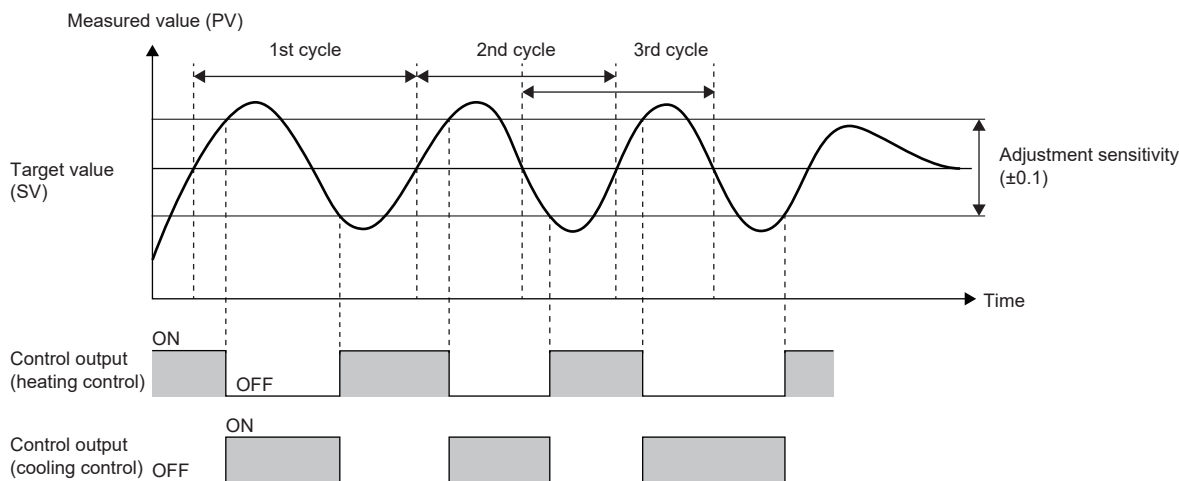 Measured value (PV)
1st cycle
2nd cycle
3rd cycle
Target value
(SV)
Adjustment sensitivity
(±0.1)
Time
ON
Control output
(heating control)
OFF
ON
Control output
(cooling control)
OFF